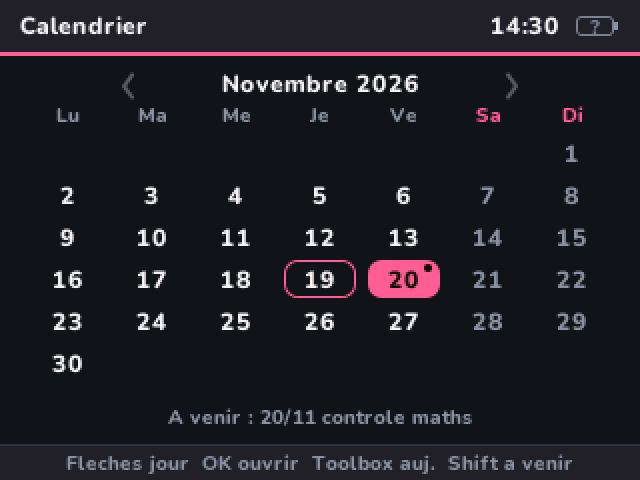 Calendrier 14:30 ?
Novembre 2026
Lu Ma Me Je Ve Sa Di
1
2 3 4 5 6 7 8
9 10 11 12 13 14 15
16 17 18 19 20 21 22
23 24 25 26 27 28 29
30
A venir : 20/11 controle maths
Fleches jour OK ouvrir Toolbox auj. Shift a venir